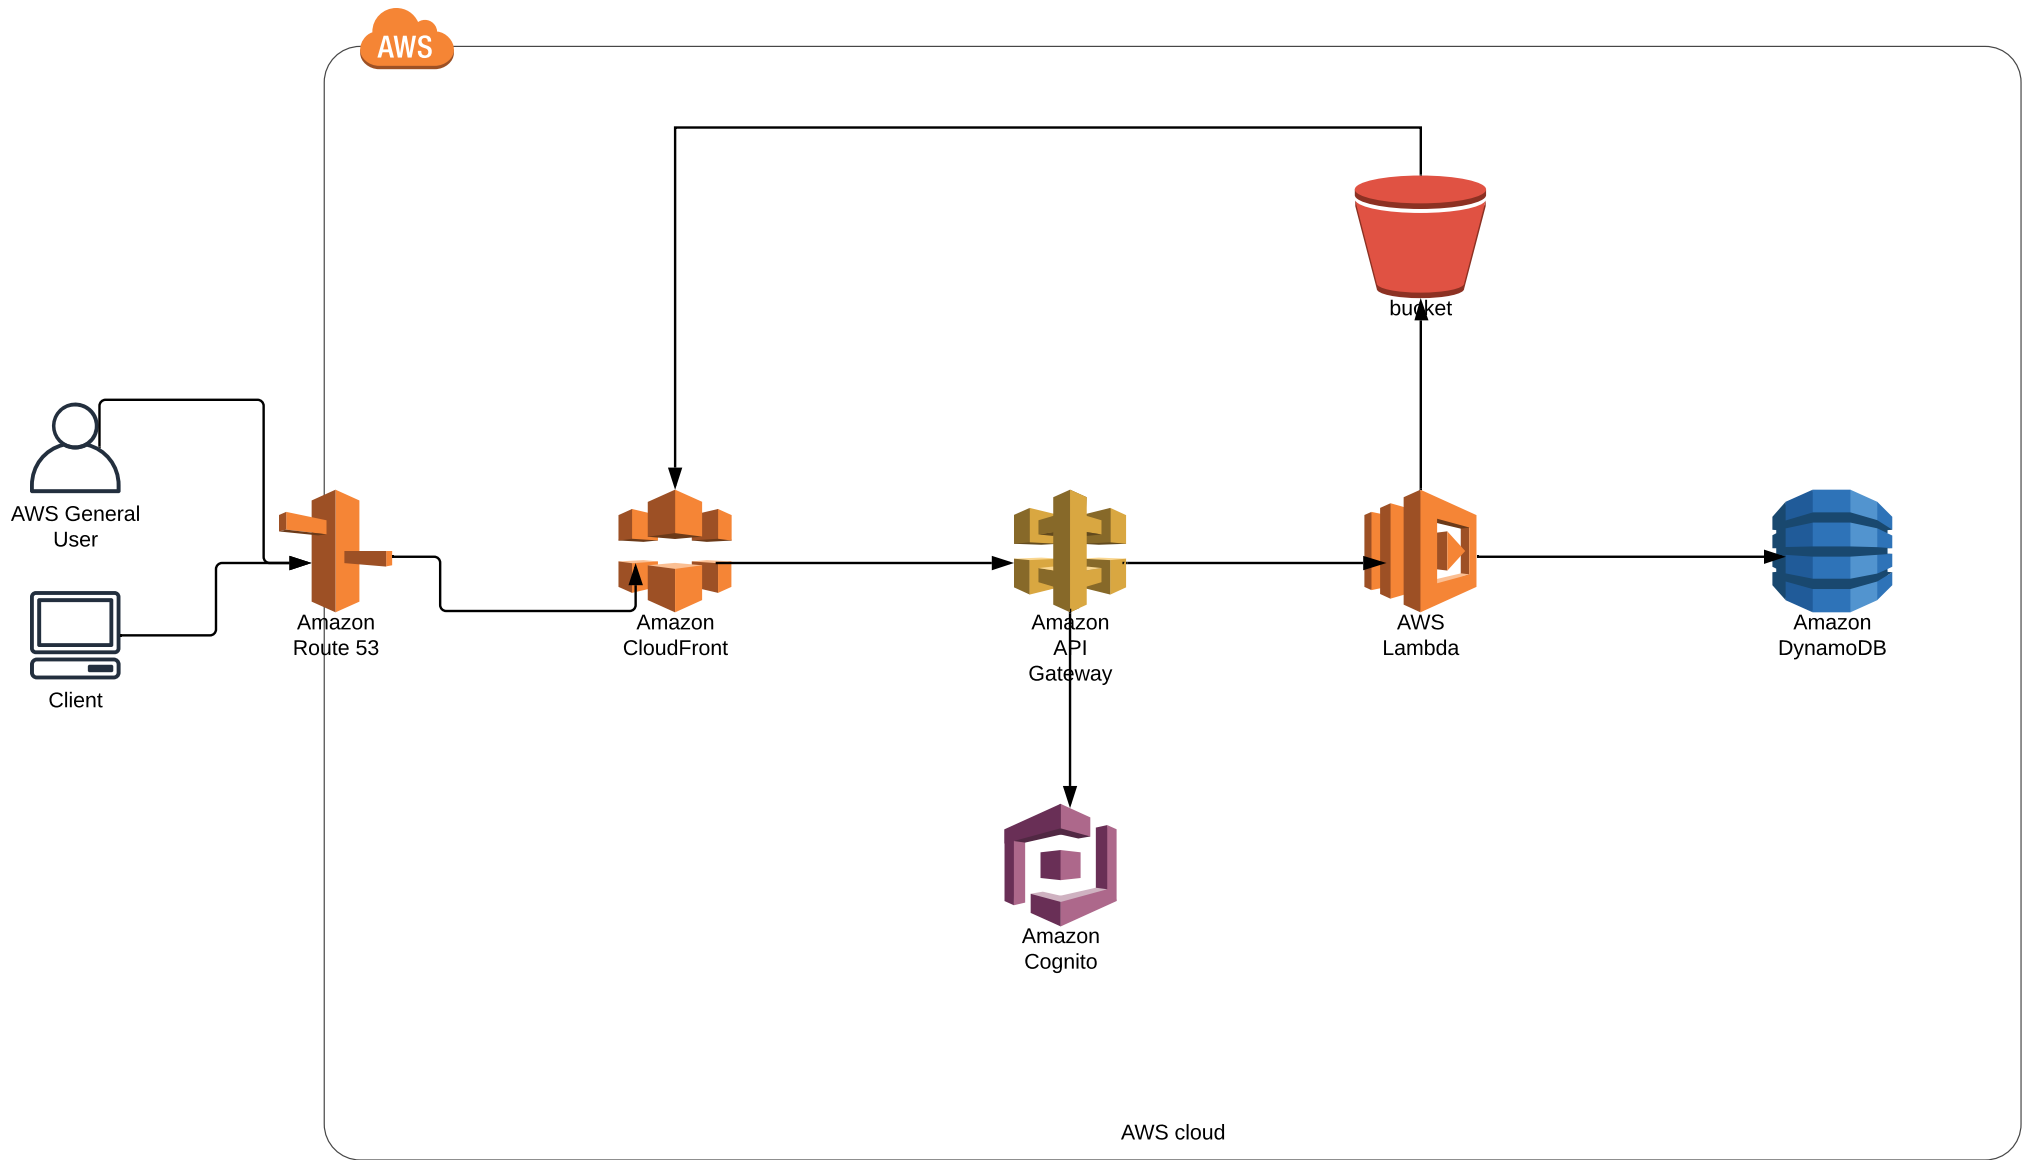 AWS
bucket
AWS General
User
Client
Amazon
Route 53
Amazon
CloudFront
Amazon
API
Gateway
AWS
Lambda
Amazon
DynamoDB
Amazon
Cognito
AWS cloud